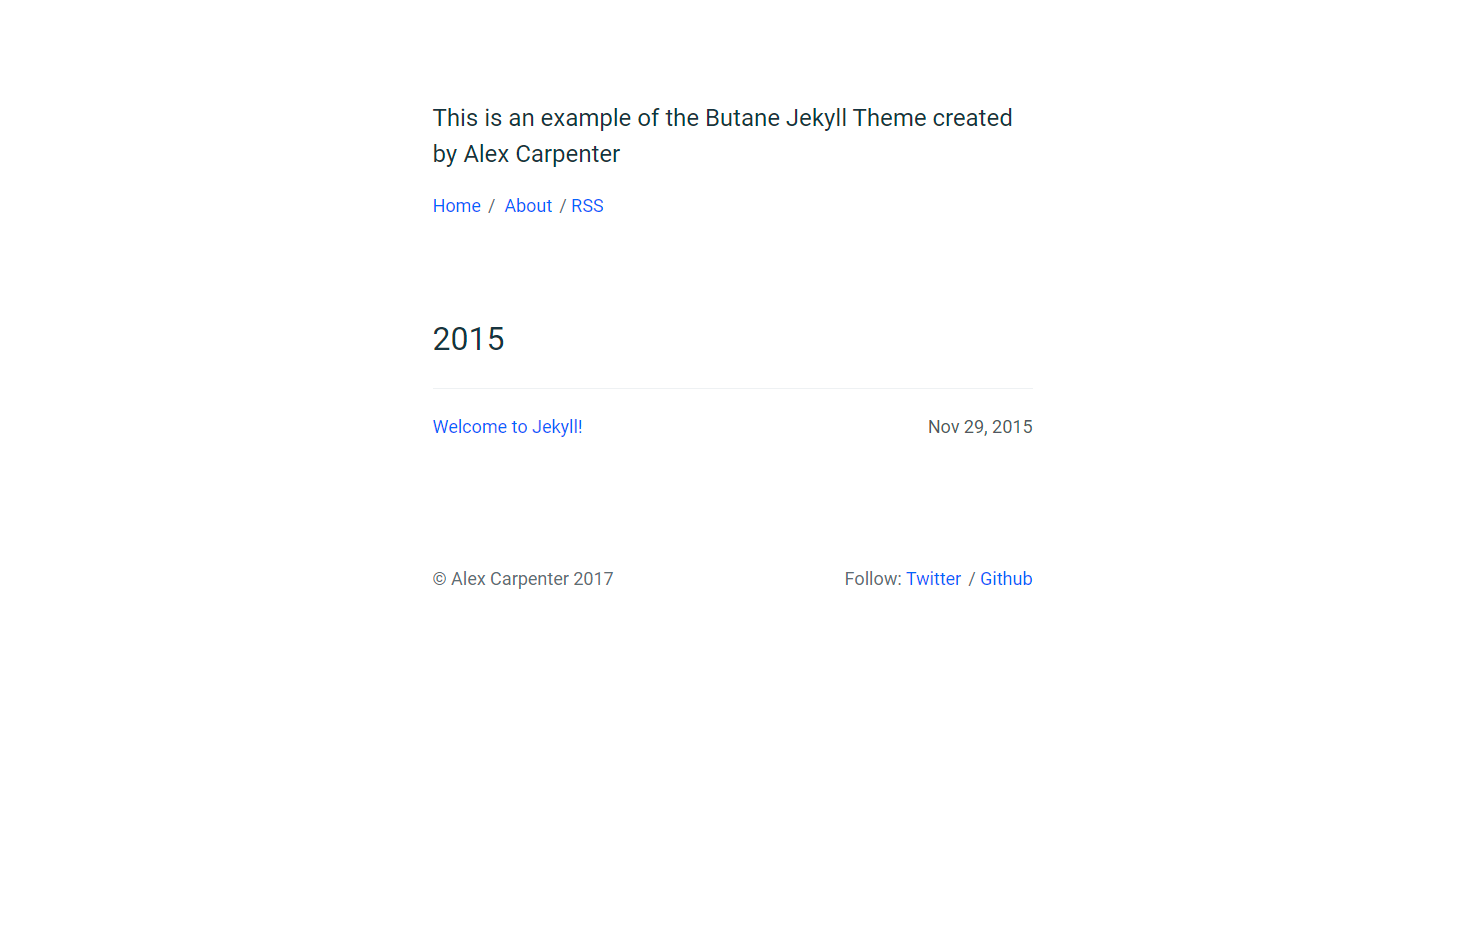 This is an example of the Butane Jekyll Theme created
by Alex Carpenter
Home / About / RSS
2015
Welcome to Jekyll! Nov 29, 2015
© Alex Carpenter 2017 Follow: Twitter / Github